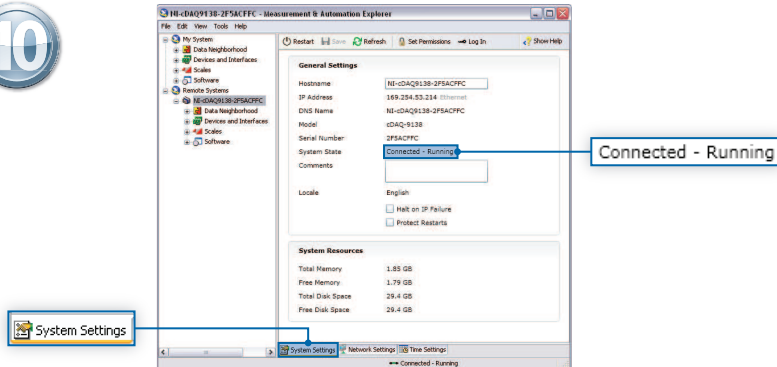 10
NI-cDAQ9138-2F5ACFFC - Measurement & Automation Explorer
File Edit View Tools Help
My System
Data Neighborhood
Devices and Interfaces
Scales
Software
Remote Systems
NI-cDAQ9138-2F5ACFFC
Data Neighborhood
Devices and Interfaces
Scales
Software
Restart Save Refresh Set Permissions Log In Show Help
General Settings
Hostname NI-cDAQ9138-2F5ACFFC
IP Address 169.254.53.214 Ethernet
DNS Name NI-cDAQ9138-2F5ACFFC
Model cDAQ-9138
Serial Number 2F5ACFFC
System State Connected - Running
Connected - Running
Comments
Locale English
Halt on IP Failure
Protect Restarts
System Resources
Total Memory 1.85 GB
Free Memory 1.79 GB
Total Disk Space 29.4 GB
Free Disk Space 29.4 GB
System Settings
System Settings Network Settings Time Settings
Connected - Running